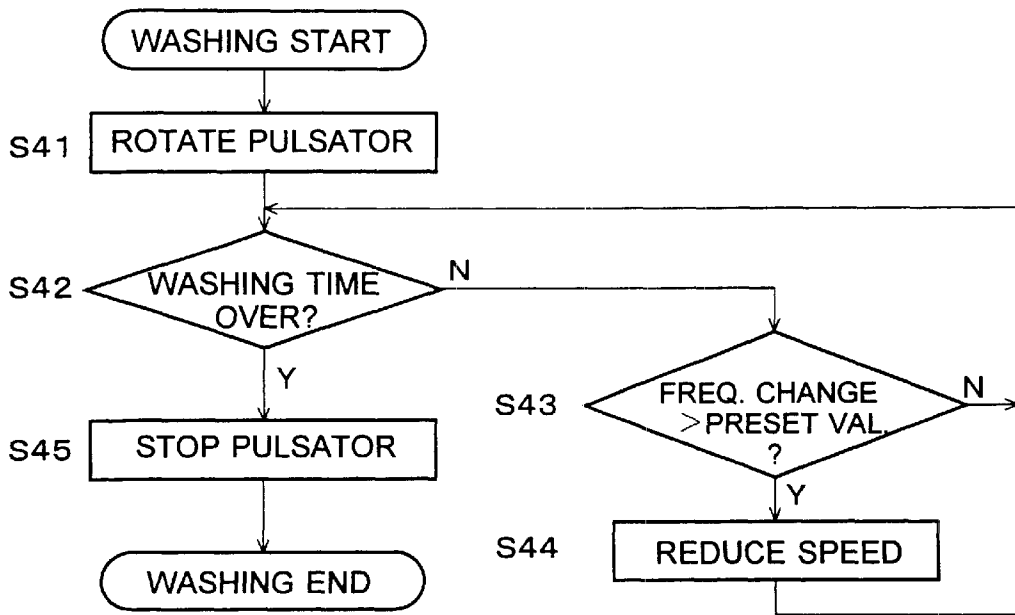 WASHING START
S41
ROTATE PULSATOR
S42
WASHING TIME
OVER?
N
Y
S43
FREQ. CHANGE
>PRESET VAL.
?
N
Y
S45
STOP PULSATOR
S44
REDUCE SPEED
WASHING END